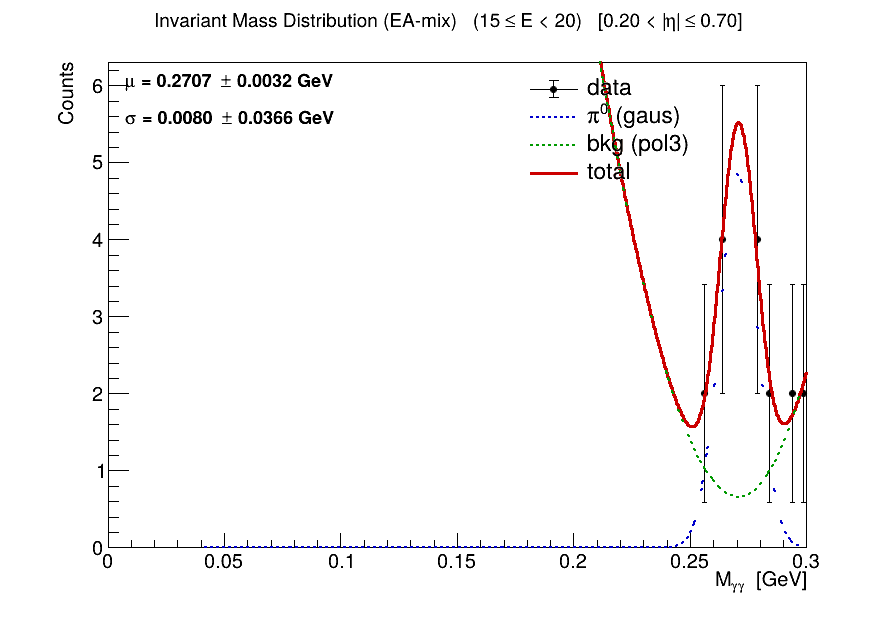 Invariant Mass Distribution (EA-mix) (15 ≤ E < 20) [0.20 < |η| ≤ 0.70]
Counts
μ = 0.2707 ± 0.0032 GeV
σ = 0.0080 ± 0.0366 GeV
data
π⁰ (gaus)
bkg (pol3)
total
6
5
4
3
2
1
0
0 0.05 0.1 0.15 0.2 0.25 0.3
M_γγ [GeV]